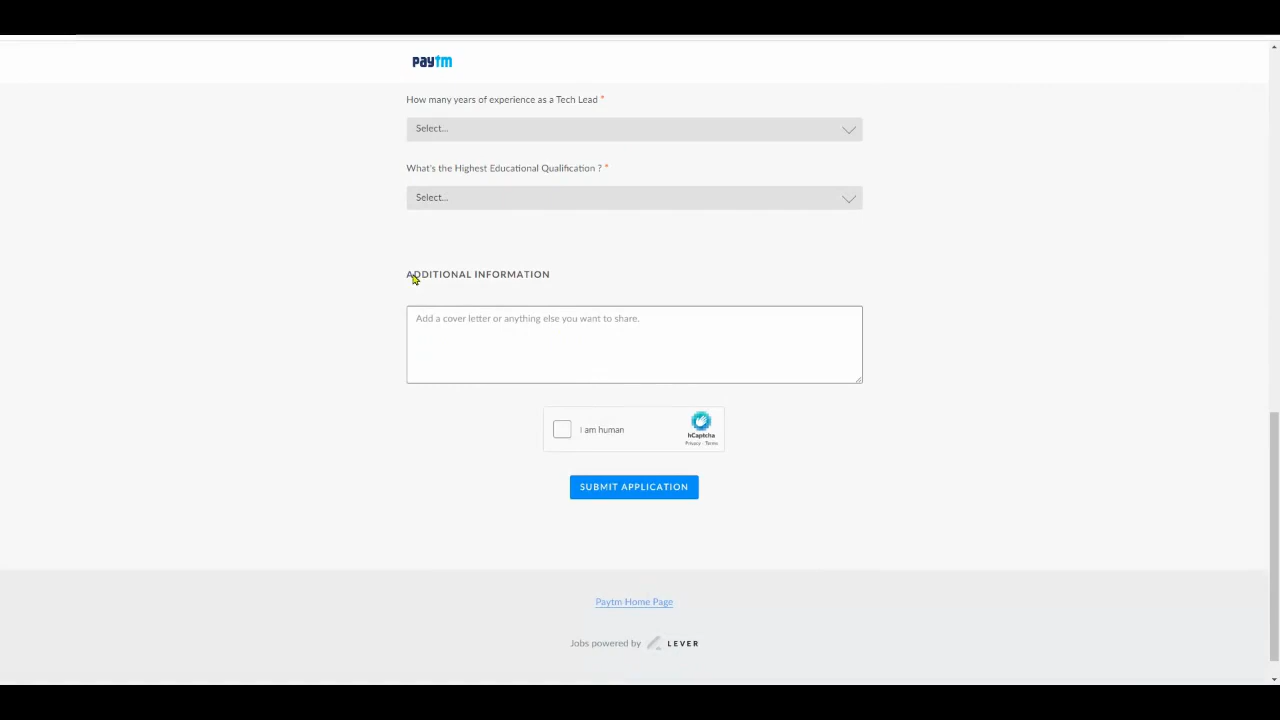 paytm
How many years of experience as a Tech Lead *
Select...
What's the Highest Educational Qualification ? *
Select...
ADDITIONAL INFORMATION
Add a cover letter or anything else you want to share.
I am human
hCaptcha
Privacy - Terms
SUBMIT APPLICATION
Paytm Home Page
Jobs powered by LEVER